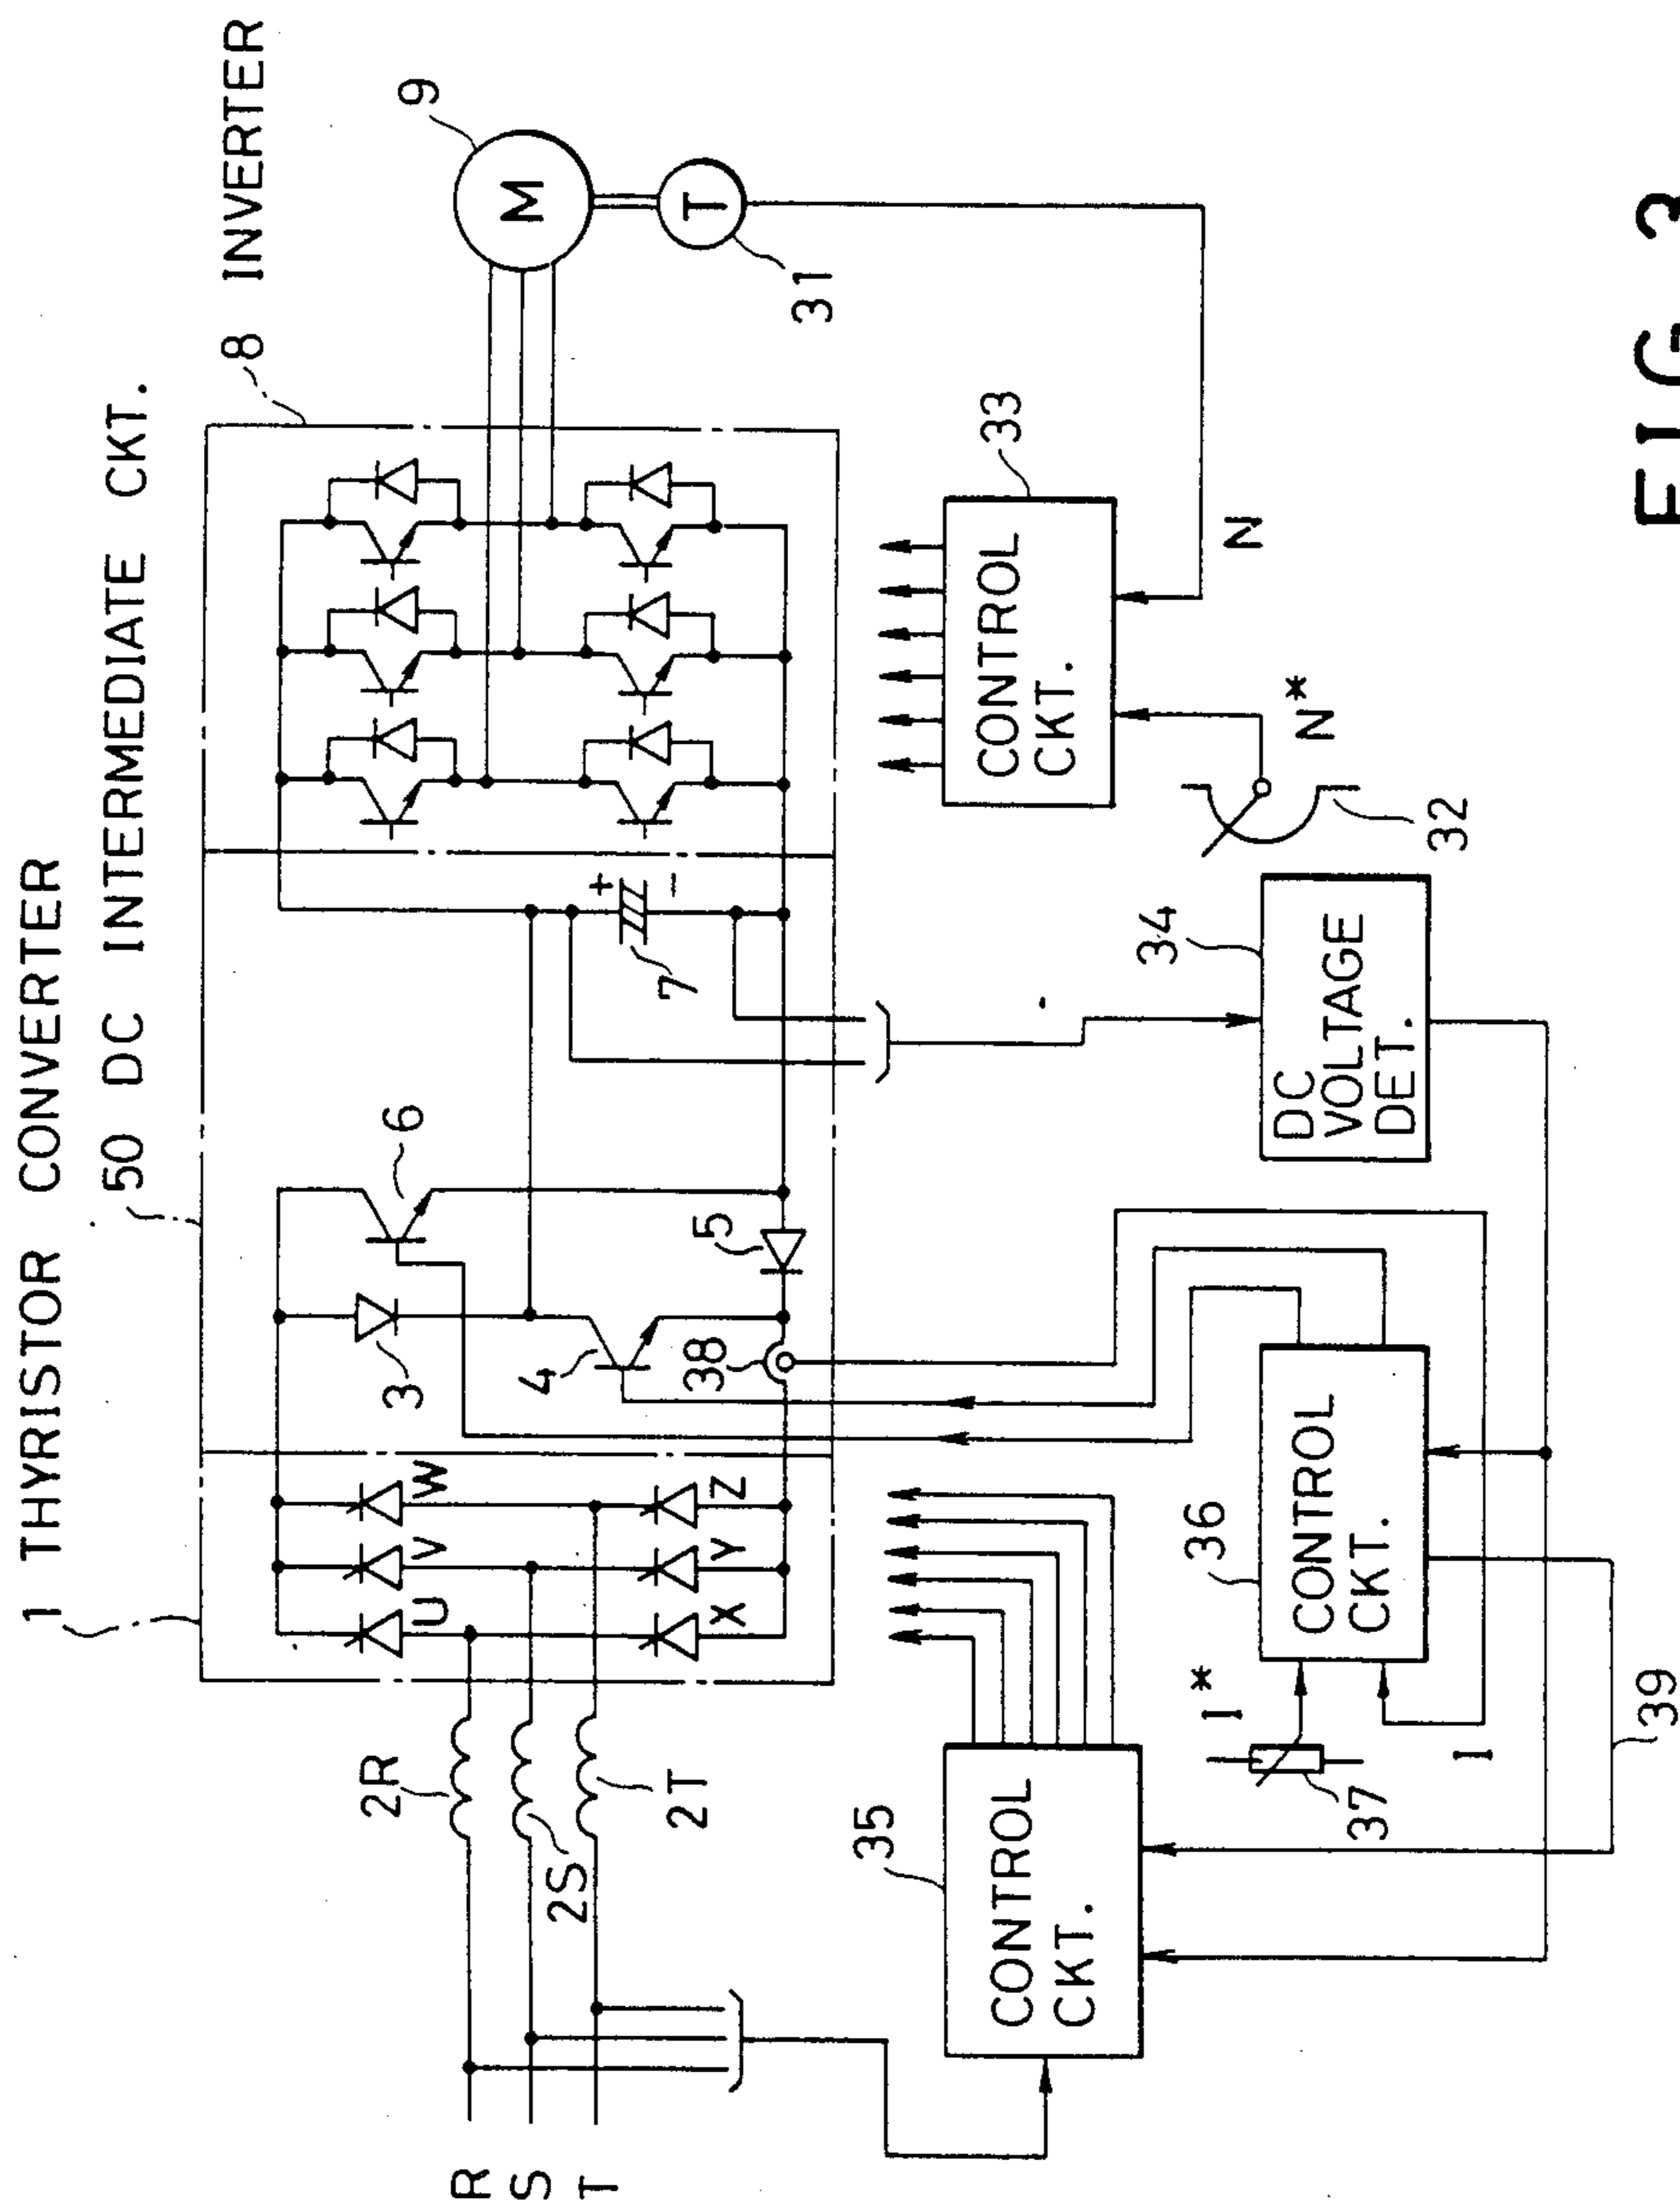 1 THYRISTOR CONVERTER
50 DC INTERMEDIATE CKT.
8 INVERTER
9
M
T
31
U
V
W
X
Y
Z
3
4
5
6
7
+
−
38
2R
2S
2T
R
S
T
35
CONTROL
CKT.
36
CONTROL
CKT.
I*
I
37
39
34
DC
VOLTAGE
DET.
33
CONTROL
CKT.
N*
N
32
FIG 3